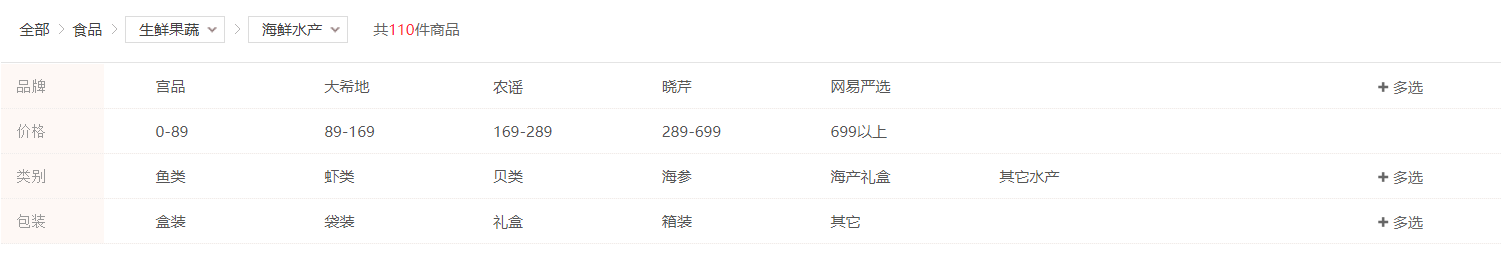 全部 食品 生鲜果蔬 海鲜水产 共110件商品
品牌 宫品 大希地 农谣 晓芹 网易严选 多选
价格 0-89 89-169 169-289 289-699 699以上
类别 鱼类 虾类 贝类 海参 海产礼盒 其它水产 多选
包装 盒装 袋装 礼盒 箱装 其它 多选